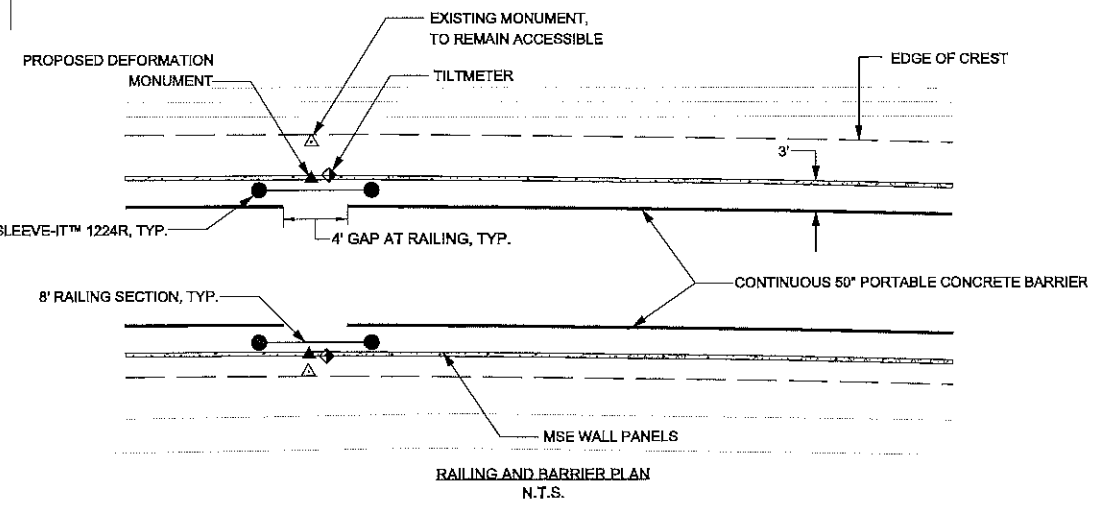 EXISTING MONUMENT,
TO REMAIN ACCESSIBLE
PROPOSED DEFORMATION
MONUMENT
TILTMETER
EDGE OF CREST
3'
SLEEVE-IT™ 1224R, TYP.
4' GAP AT RAILING, TYP.
CONTINUOUS 50" PORTABLE CONCRETE BARRIER
8' RAILING SECTION, TYP.
MSE WALL PANELS
RAILING AND BARRIER PLAN
N.T.S.